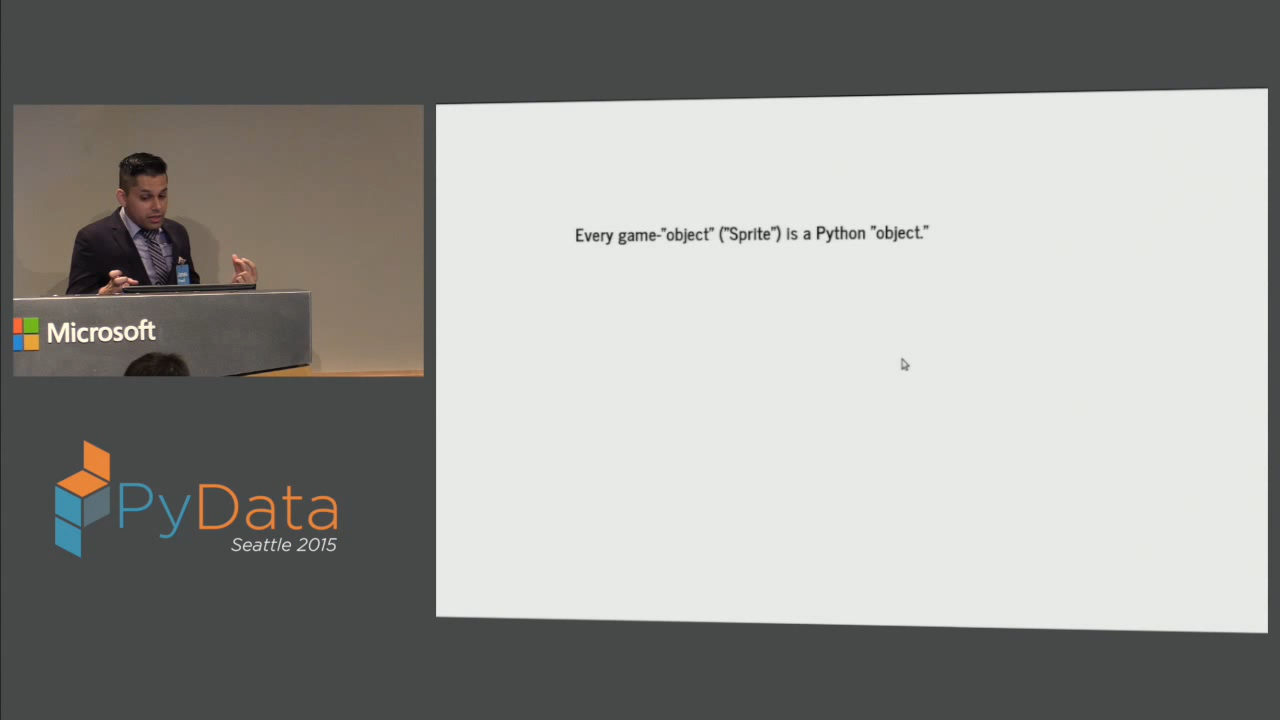 Every game-"object" ("Sprite") is a Python "object."
Microsoft
PyData
Seattle 2015